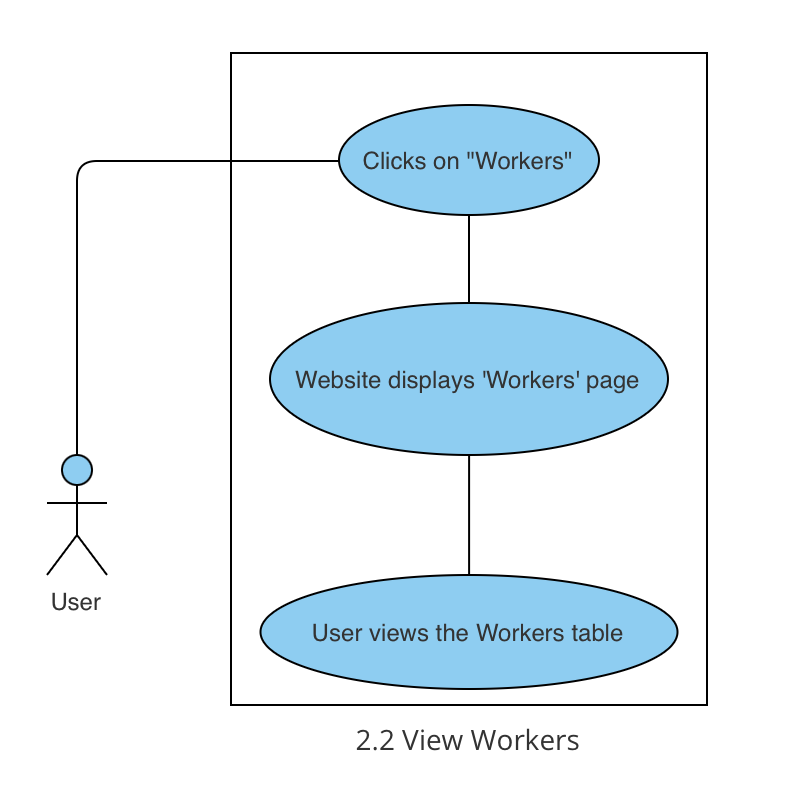 Clicks on "Workers"
Website displays 'Workers' page
User views the Workers table
User
2.2 View Workers